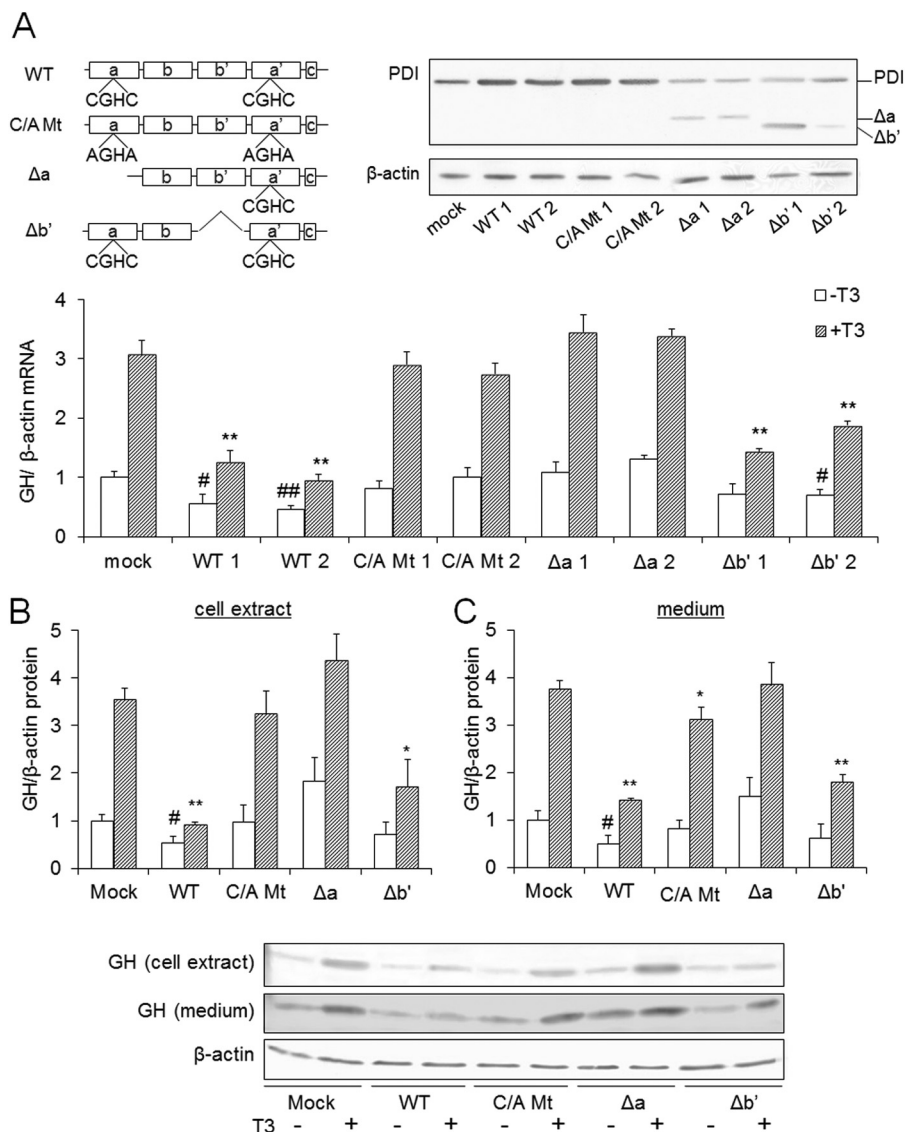 A
WT
a b b' a' c
CGHC CGHC
C/A Mt
a b b' a' c
AGHA AGHA
Δa
b b' a' c
CGHC
Δb'
a b a' c
CGHC CGHC
PDI
PDI
Δa
Δb'
β-actin
mock WT 1 WT 2 C/A Mt 1 C/A Mt 2 Δa 1 Δa 2 Δb' 1 Δb' 2
GH/ β-actin mRNA
4
3
2
1
0
-T3
+T3
# ** ## ** ** # **
mock WT 1 WT 2 C/A Mt 1 C/A Mt 2 Δa 1 Δa 2 Δb' 1 Δb' 2
B
cell extract
GH/β-actin protein
5
4
3
2
1
0
# ** *
Mock WT C/A Mt Δa Δb'
C
medium
GH/β-actin protein
5
4
3
2
1
0
# ** * **
Mock WT C/A Mt Δa Δb'
GH (cell extract)
GH (medium)
β-actin
Mock WT C/A Mt Δa Δb'
T3 - + - + - + - + - +